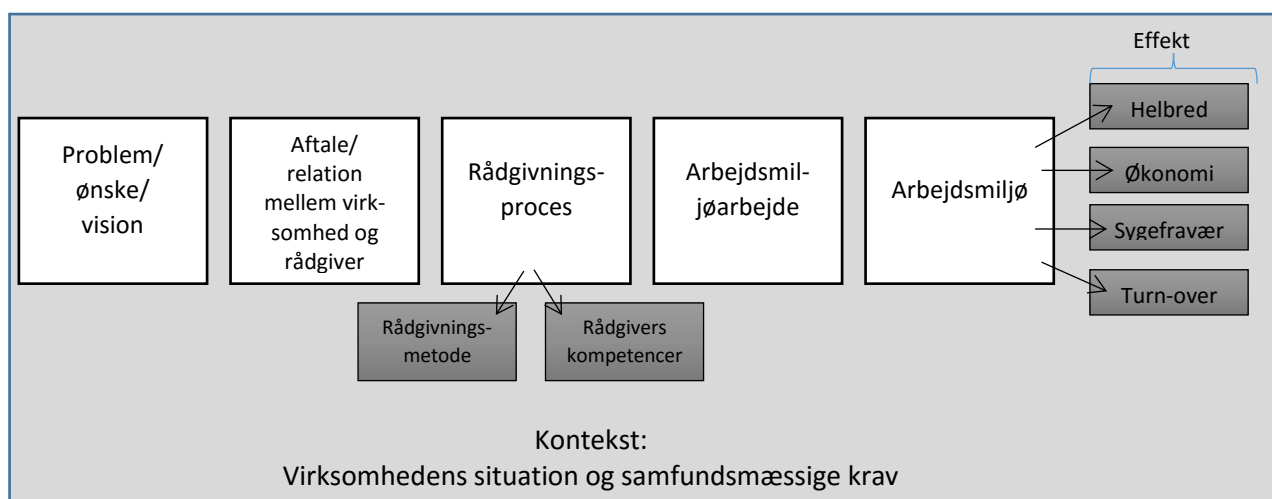 Effekt
Problem/
ønske/
vision
Aftale/
relation
mellem virk-
somhed og
rådgiver
Rådgivnings-
proces
Arbejdsmil-
jøarbejde
Arbejdsmiljø
Helbred
Økonomi
Sygefravær
Turn-over
Rådgivnings-
metode
Rådgivers
kompetencer
Kontekst:
Virksomhedens situation og samfundsmæssige krav